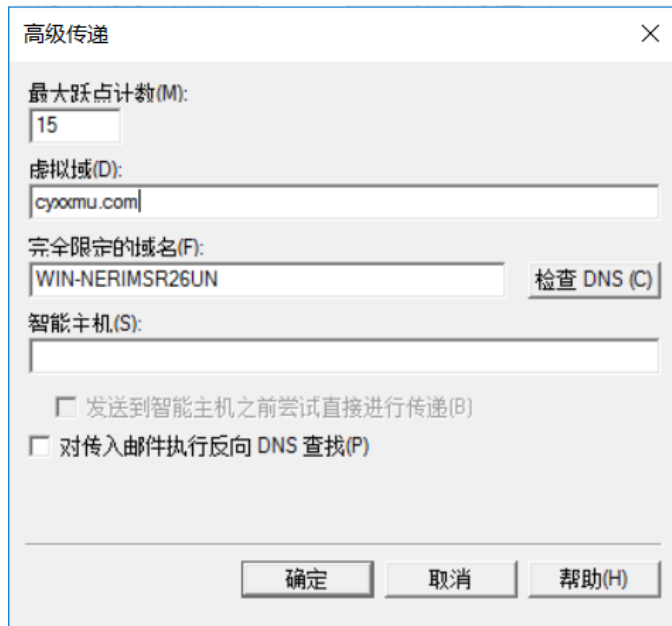 高级传递
最大跃点计数(M):
15
虚拟域(D):
cyxxmu.com
完全限定的域名(F):
WIN-NERIMSR26UN
检查 DNS (C)
智能主机(S):
发送到智能主机之前尝试直接进行传递(B)
对传入邮件执行反向 DNS 查找(P)
确定
取消
帮助(H)